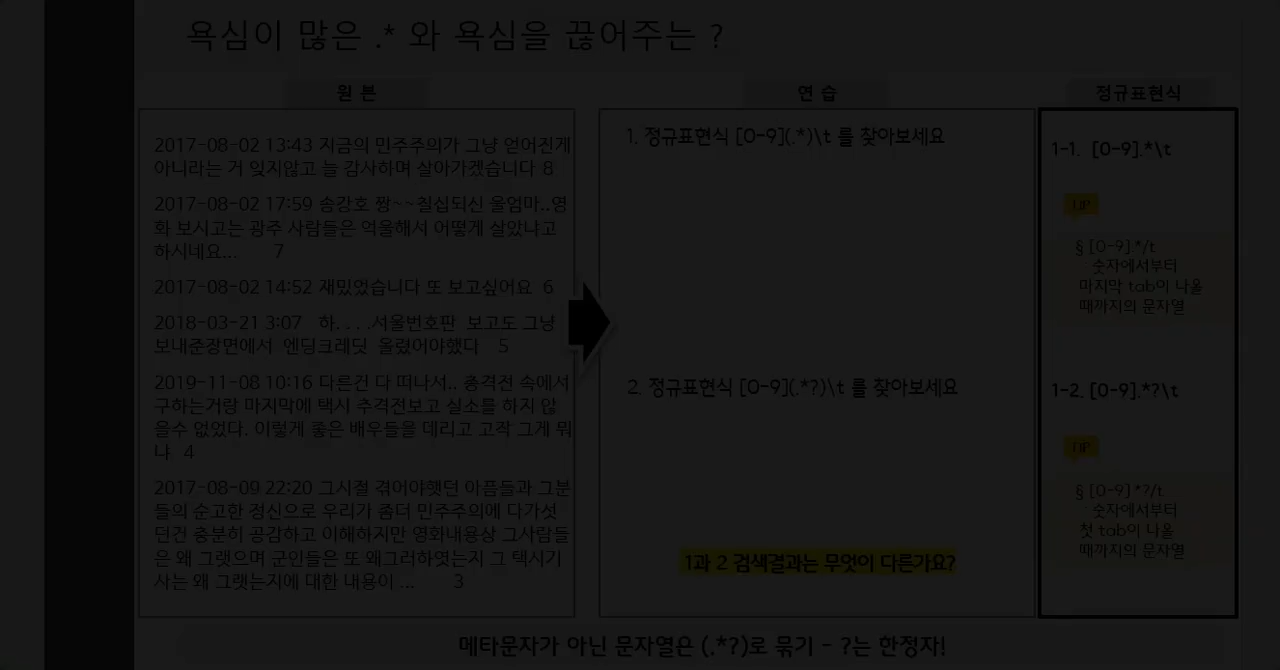 욕심이 많은 .* 와 욕심을 끊어주는 ?
원 본
연 습
정규표현식
2017-08-02 13:43 지금의 민주주의가 그냥 얻어진게
아니라는 거 잊지않고 늘 감사하며 살아가겠습니다 8
2017-08-02 17:59 송강호 짱~~칠십되신 울엄마..영
화 보시고는 광주 사람들은 억울해서 어떻게 살았냐고
하시네요... 7
2017-08-02 14:52 재밌었습니다 또 보고싶어요 6
2018-03-21 3:07 하. . . .서울번호판 보고도 그냥
보내준장면에서 엔딩크레딧 올렸어야했다 5
2019-11-08 10:16 다른건 다 떠나서.. 총격전 속에서
구하는거랑 마지막에 택시 추격전보고 실소를 하지 않
을수 없었다. 이렇게 좋은 배우들을 데리고 고작 그게 뭐
냐 4
2017-08-09 22:20 그시절 겪어야했던 아픔들과 그분
들의 순고한 정신으로 우리가 좀더 민주주의에 다가섯
던건 충분히 공감하고 이해하지만 영화내용상 그사람들
은 왜 그랫으며 군인들은 또 왜그러하엿는지 그 택시기
사는 왜 그랫는지에 대한 내용이 ... 3
1. 정규표현식 [0-9](.*)\t 를 찾아보세요
2. 정규표현식 [0-9](.*?)\t 를 찾아보세요
1과 2 검색결과는 무엇이 다른가요?
1-1. [0-9].*\t
TIP
§ [0-9].*/t
숫자에서부터
마지막 tab이 나올
때까지의 문자열
1-2. [0-9].*?\t
TIP
§ [0-9].*?/t
숫자에서부터
첫 tab이 나올
때까지의 문자열
메타문자가 아닌 문자열은 (.*?)로 묶기 - ?는 한정자!